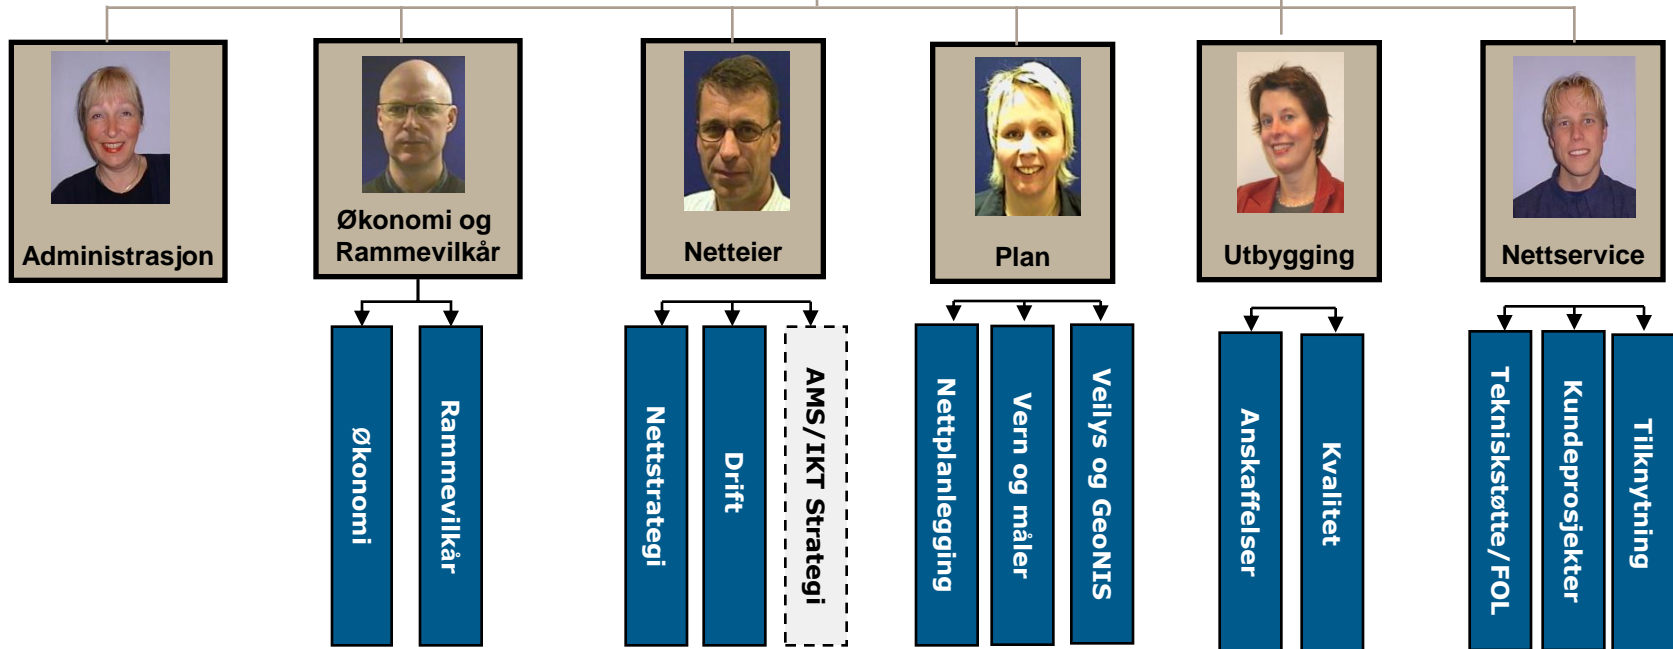 Administrasjon
Økonomi og
Rammevilkår
Netteier
Plan
Utbygging
Nettservice
Økonomi
Rammevilkår
Nettstrategi
Drift
AMS/IKT Strategi
Nettplanlegging
Vern og måler
Veilys og GeoNIS
Anskaffelser
Kvalitet
Tekniskstøtte/FOL
Kundeprosjekter
Tilknytning